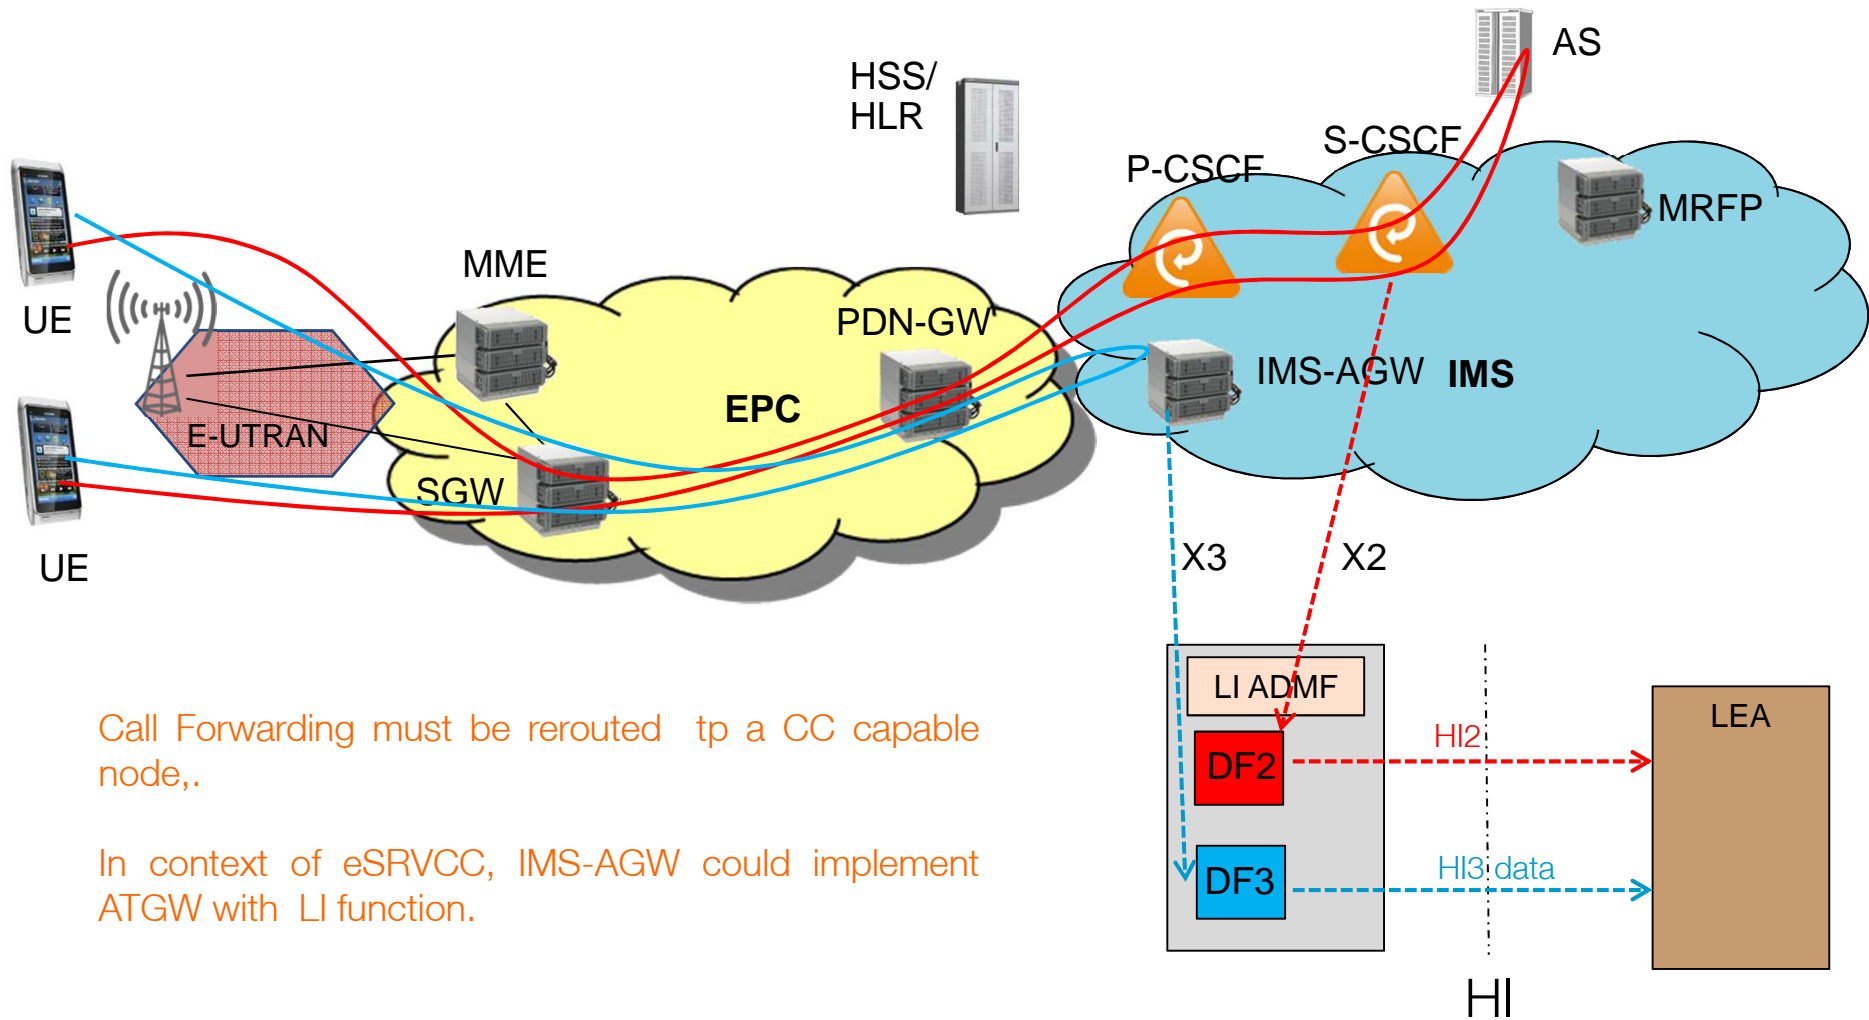 AS
HSS/
HLR
S-CSCF
P-CSCF
MRFP
MME
UE
PDN-GW
IMS-AGW IMS
EPC
E-UTRAN
SGW
UE
X3
X2
LI ADMF
LEA
Call Forwarding must be rerouted tp a CC capable
node,.
HI2
DF2
In context of eSRVCC, IMS-AGW could implement
ATGW with LI function.
HI3 data
DF3
HI